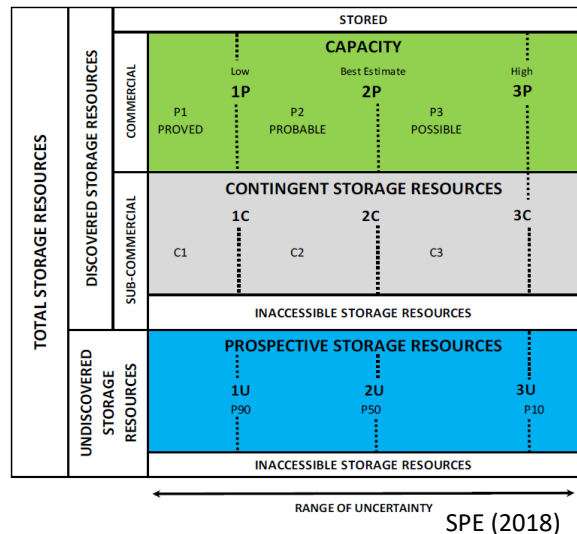 TOTAL STORAGE RESOURCES
DISCOVERED STORAGE RESOURCES
STORED
COMMERCIAL
CAPACITY
Low Best Estimate High
1P 2P 3P
P1 P2 P3
PROVED PROBABLE POSSIBLE
SUB-COMMERCIAL
CONTINGENT STORAGE RESOURCES
1C 2C 3C
C1 C2 C3
INACCESSIBLE STORAGE RESOURCES
UNDISCOVERED
STORAGE
RESOURCES
PROSPECTIVE STORAGE RESOURCES
1U 2U 3U
P90 P50 P10
INACCESSIBLE STORAGE RESOURCES
RANGE OF UNCERTAINTY
SPE (2018)